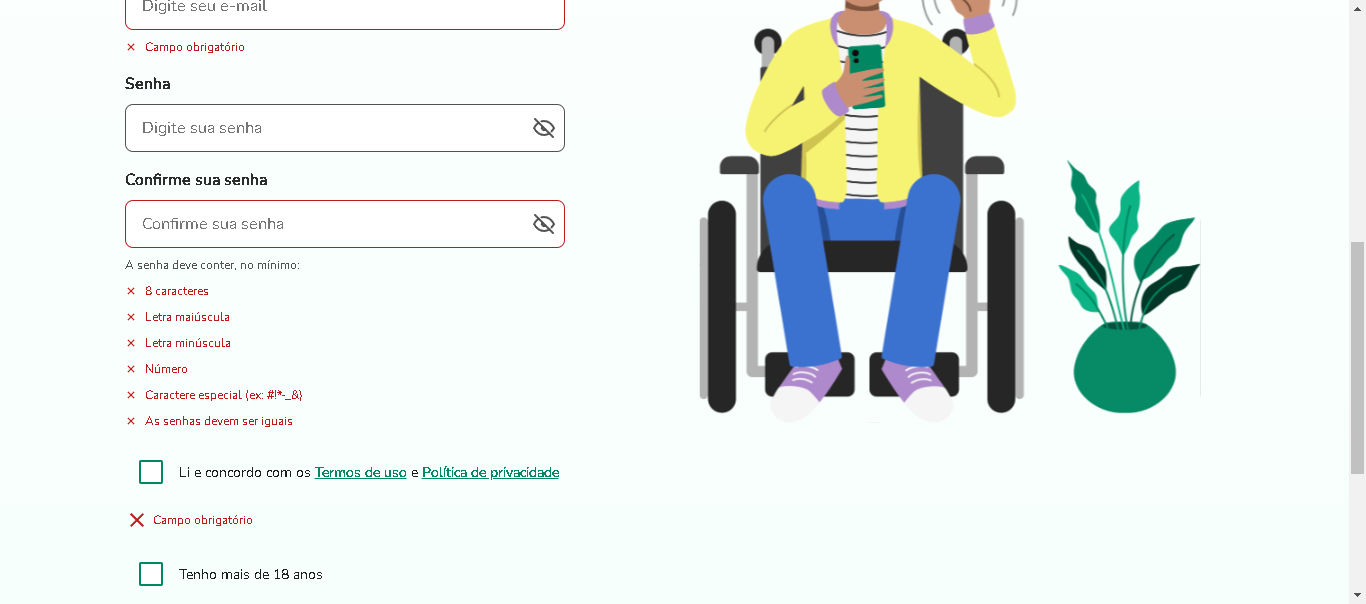 Digite seu e-mail
Campo obrigatório
Senha
Digite sua senha
Confirme sua senha
Confirme sua senha
A senha deve conter, no mínimo:
8 caracteres
Letra maiúscula
Letra minúscula
Número
Caractere especial (ex: #!*-_&)
As senhas devem ser iguais
Li e concordo com os Termos de uso e Política de privacidade
Campo obrigatório
Tenho mais de 18 anos